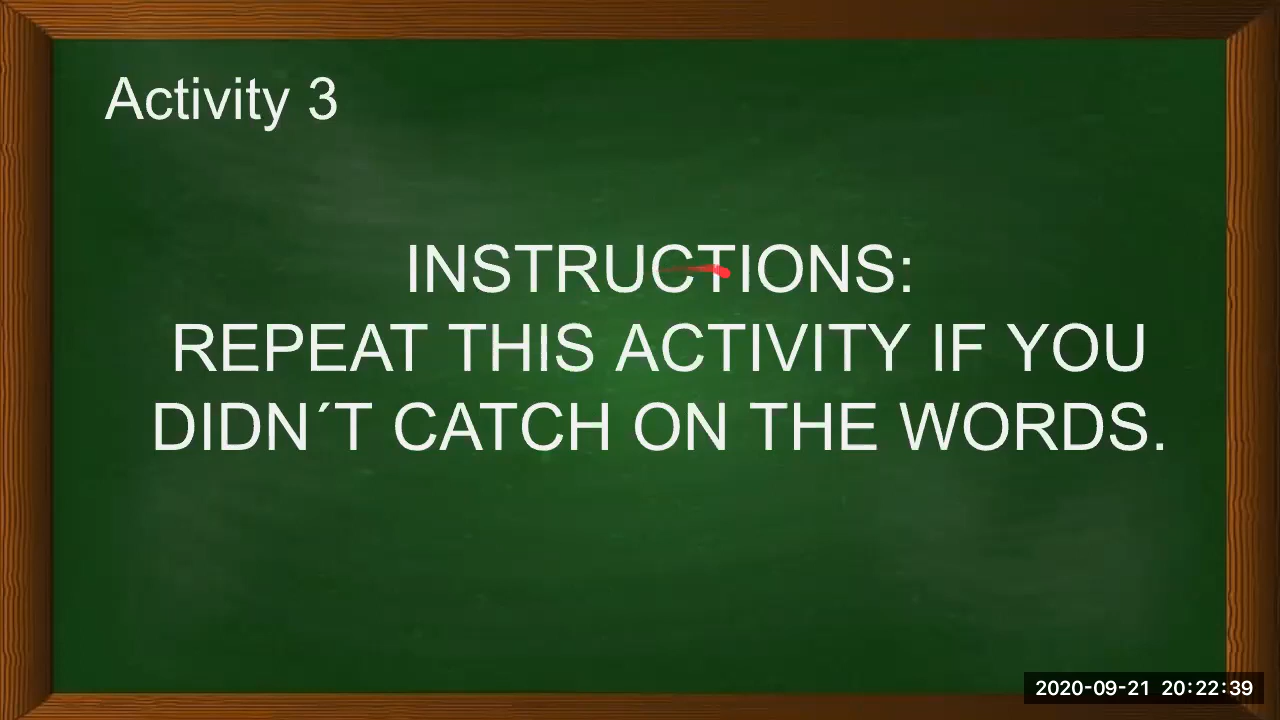 Activity 3
INSTRUCTIONS:
REPEAT THIS ACTIVITY IF YOU
DIDN´T CATCH ON THE WORDS.
2020-09-21 20:22:39